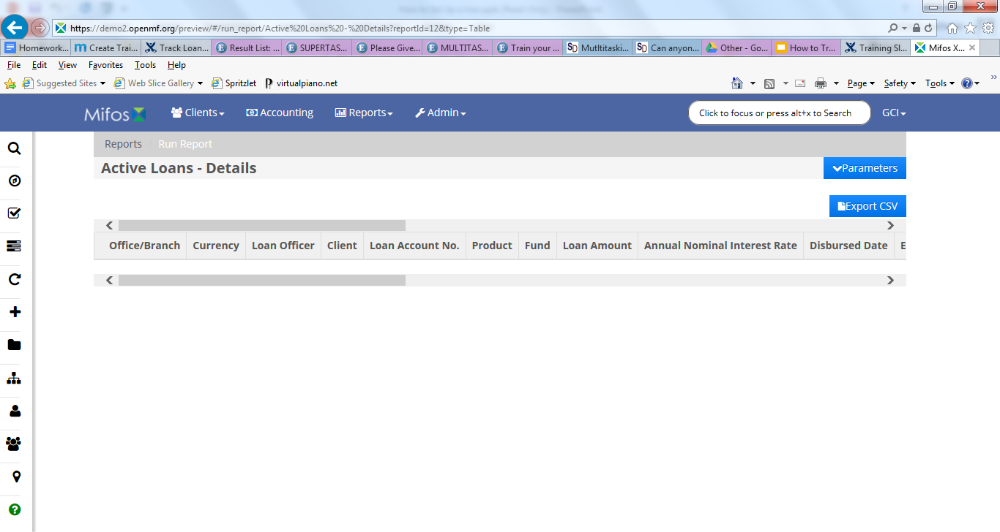 https://demo2.openmf.org/preview/#/run_report/Active%20Loans%20-%20Details?reportId=12&type=Table
Homework... Create Trai... Track Loan... Result List: ... SUPERTAS... Please Give... MULTITAS... Train your ... Mutltitaski... Can anyon... Other - Go... How to Tr... Training Sl... Mifos X...
File Edit View Favorites Tools Help
Suggested Sites Web Slice Gallery Spritzlet virtualpiano.net Page Safety Tools
Mifos Clients Accounting Reports Admin Click to focus or press alt+x to Search GCI
Reports / Run Report
Active Loans - Details Parameters
Export CSV
Office/Branch Currency Loan Officer Client Loan Account No. Product Fund Loan Amount Annual Nominal Interest Rate Disbursed Date E